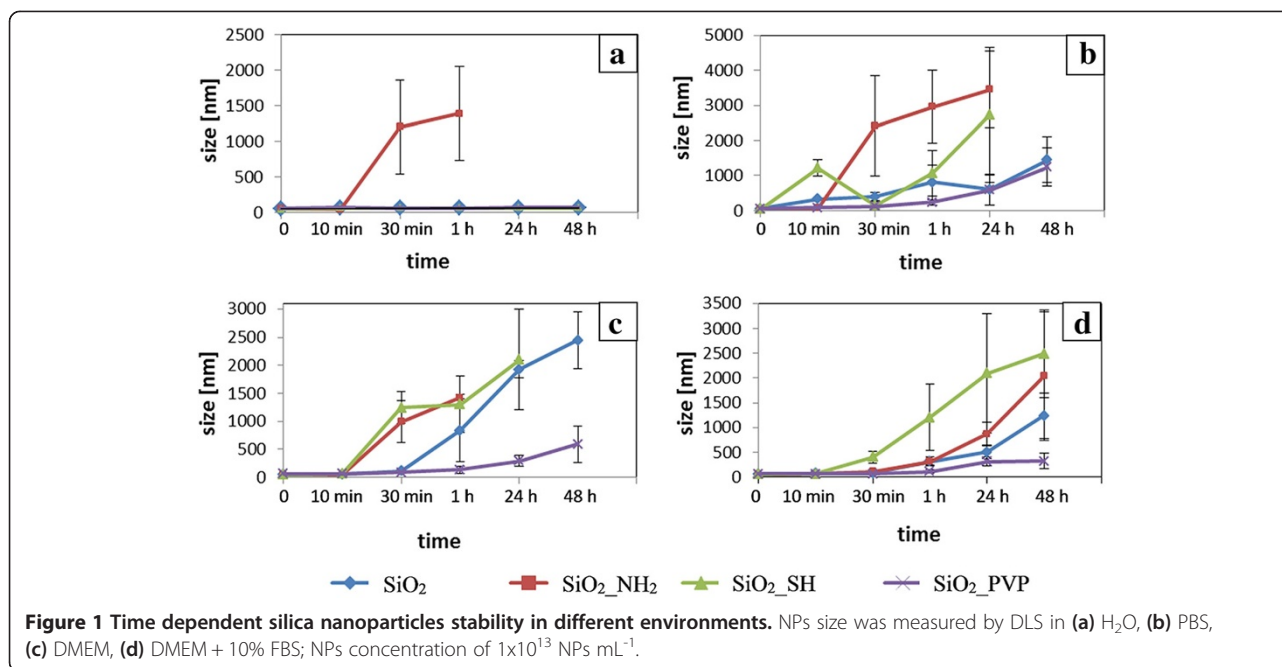 a
2500
2000
1500
1000
500
0
size [nm]
0 10 min 30 min 1 h 24 h 48 h
time
b
5000
4000
3000
2000
1000
0
size [nm]
0 10 min 30 min 1 h 24 h 48 h
time
c
3000
2500
2000
1500
1000
500
0
size [nm]
0 10 min 30 min 1 h 24 h 48 h
time
d
3500
3000
2500
2000
1500
1000
500
0
size [nm]
0 10 min 30 min 1 h 24 h 48 h
time
SiO₂ SiO₂_NH₂ SiO₂_SH SiO₂_PVP
Figure 1 Time dependent silica nanoparticles stability in different environments. NPs size was measured by DLS in (a) H₂O, (b) PBS,
(c) DMEM, (d) DMEM + 10% FBS; NPs concentration of 1x10¹³ NPs mL⁻¹.